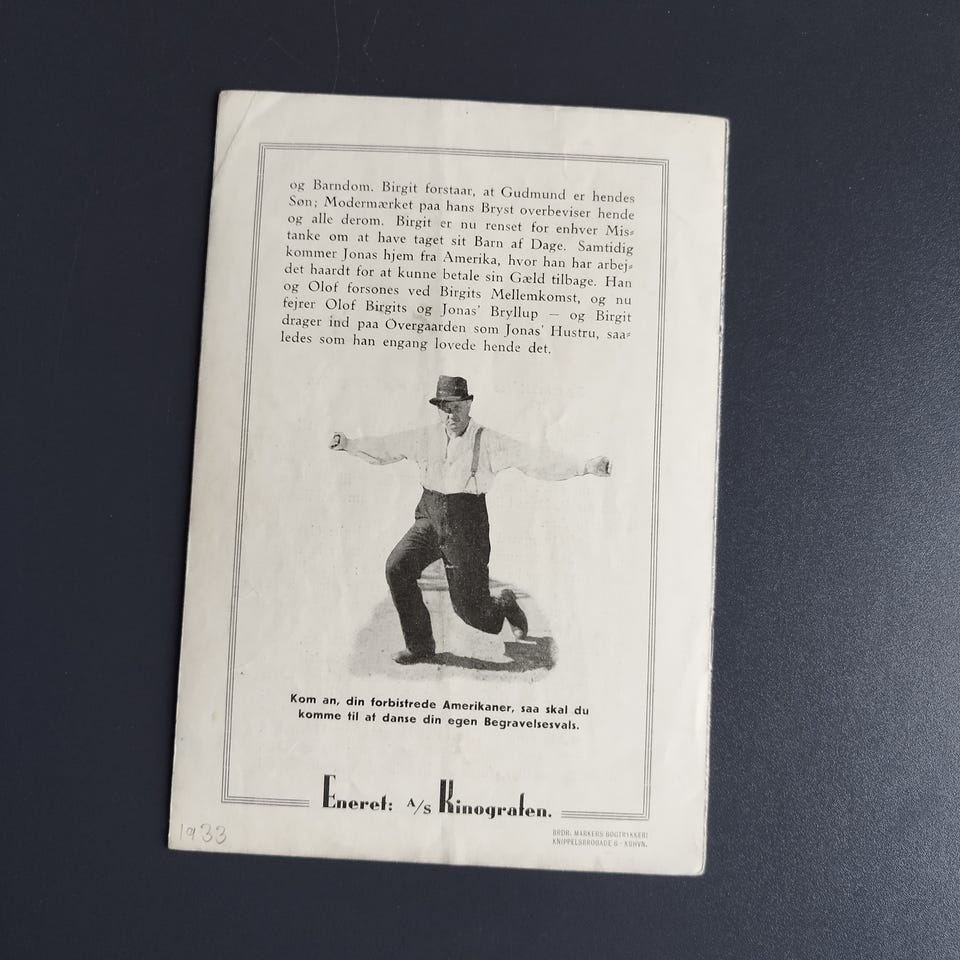 og Barndom. Birgit forstaar, at Gudmund er hendes
Søn; Modermærket paa hans Bryst overbeviser hende
og alle derom. Birgit er nu renset for enhver Mis=
tanke om at have taget sit Barn af Dage. Samtidig
kommer Jonas hjem fra Amerika, hvor han har arbej=
det haardt for at kunne betale sin Gæld tilbage. Han
og Olof forsones ved Birgits Mellemkomst, og nu
fejrer Olof Birgits og Jonas' Bryllup — og Birgit
drager ind paa Overgaarden som Jonas' Hustru, saa=
ledes som han engang lovede hende det.
Kom an, din forbistrede Amerikaner, saa skal du
komme til at danse din egen Begravelsesvals.
Eneret: A/S Kinografen.
BRDR. MARKERS BOGTRYKKERI
KNIPPELSBROGADE 6 - KBHVN.
1933